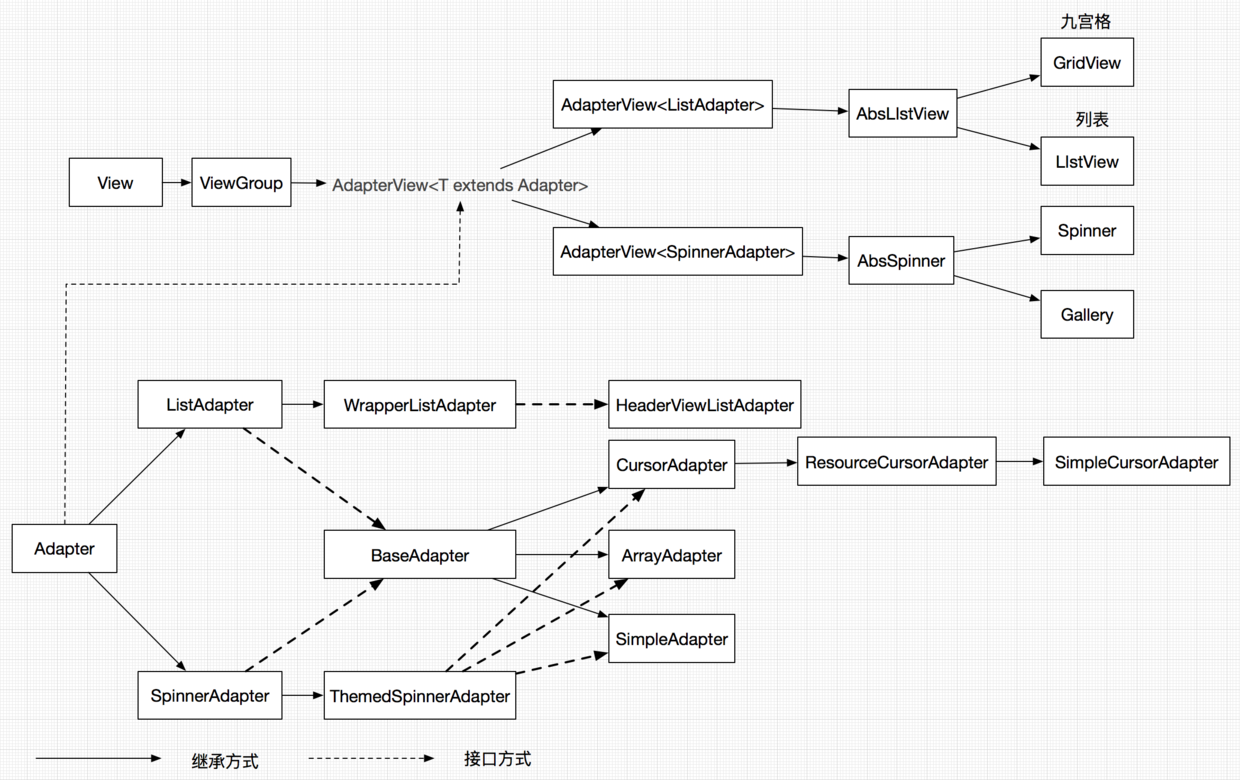 九宫格
GridView
AdapterView<ListAdapter>
AbsLIstView
列表
LIstView
View
ViewGroup
AdapterView<T extends Adapter>
Spinner
AdapterView<SpinnerAdapter>
AbsSpinner
Gallery
ListAdapter
WrapperListAdapter
HeaderViewListAdapter
CursorAdapter
ResourceCursorAdapter
SimpleCursorAdapter
Adapter
BaseAdapter
ArrayAdapter
SimpleAdapter
SpinnerAdapter
ThemedSpinnerAdapter
继承方式
接口方式